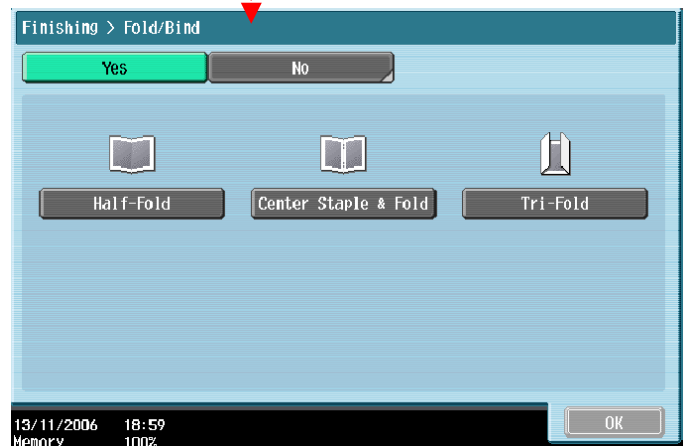 Finishing > Fold/Bind
Yes No
Half-Fold Center Staple & Fold Tri-Fold
13/11/2006 18:59
Memory 100%
OK